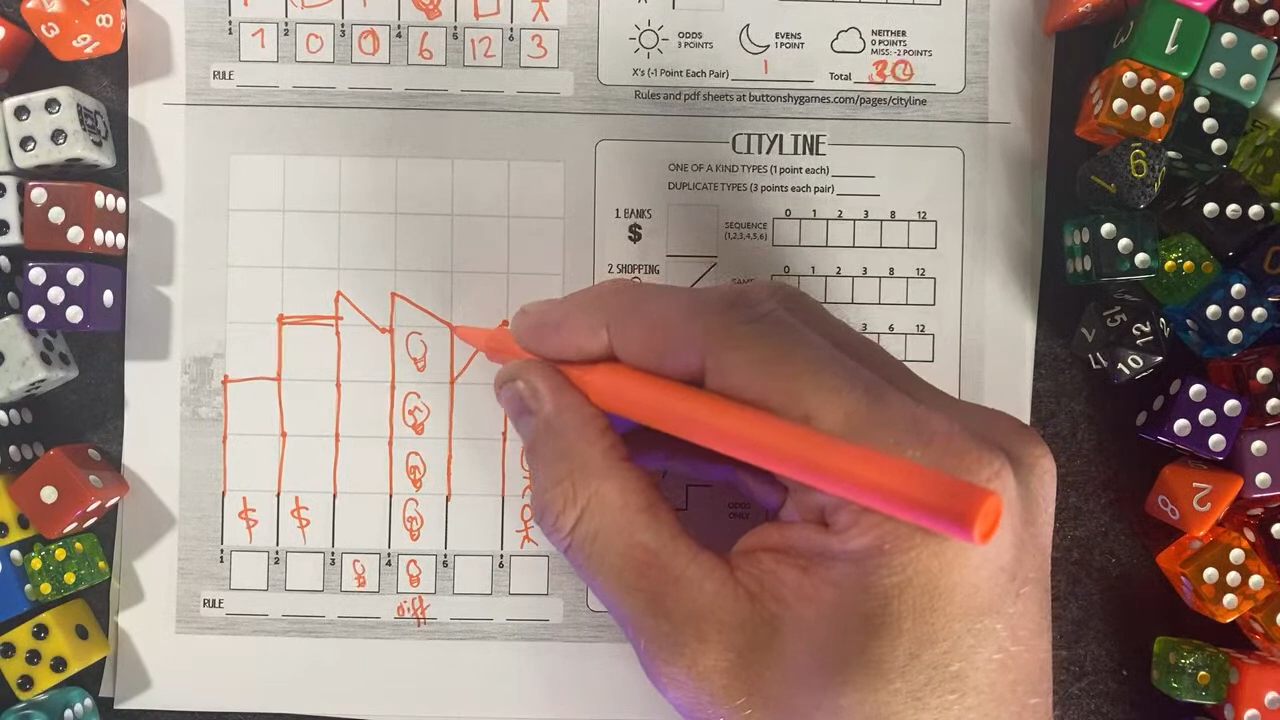 1 2 3 4 5 6
1 0 0 6 12 3
RULE
ODDS
3 POINTS
EVENS
1 POINT
NEITHER
0 POINTS
MISS: -2 POINTS
X's (-1 Point Each Pair) 1 Total 30
Rules and pdf sheets at buttonshygames.com/pages/cityline
CITYLINE
ONE OF A KIND TYPES (1 point each)
DUPLICATE TYPES (3 points each pair)
1. BANKS
$
SEQUENCE
(1,2,3,4,5,6)
0 1 2 3 8 12
2. SHOPPING
0 1 2 3 8 12
3 6 12
ODDS
ONLY
$ $
1 2 3 4 5 6
RULE diff